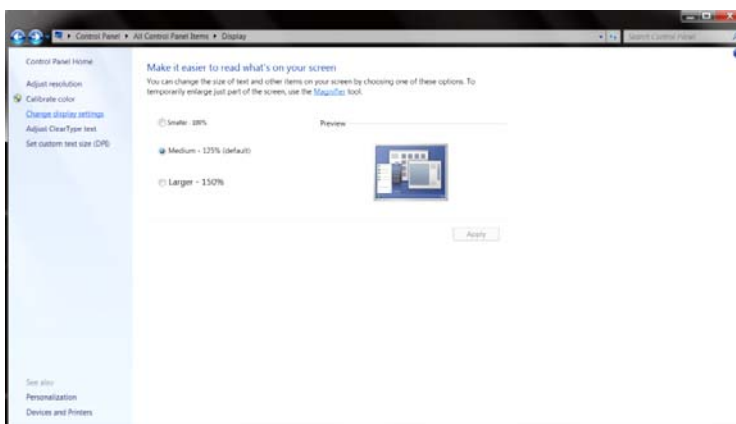 Control Panel ▸ All Control Panel Items ▸ Display
Search Control Panel
Control Panel Home
Adjust resolution
Calibrate color
Change display settings
Adjust ClearType text
Set custom text size (DPI)
Make it easier to read what's on your screen
You can change the size of text and other items on your screen by choosing one of these options. To
temporarily enlarge just part of the screen, use the Magnifier tool.
Smaller - 100%
Preview
Medium - 125% (default)
Larger - 150%
Apply
See also
Personalization
Devices and Printers